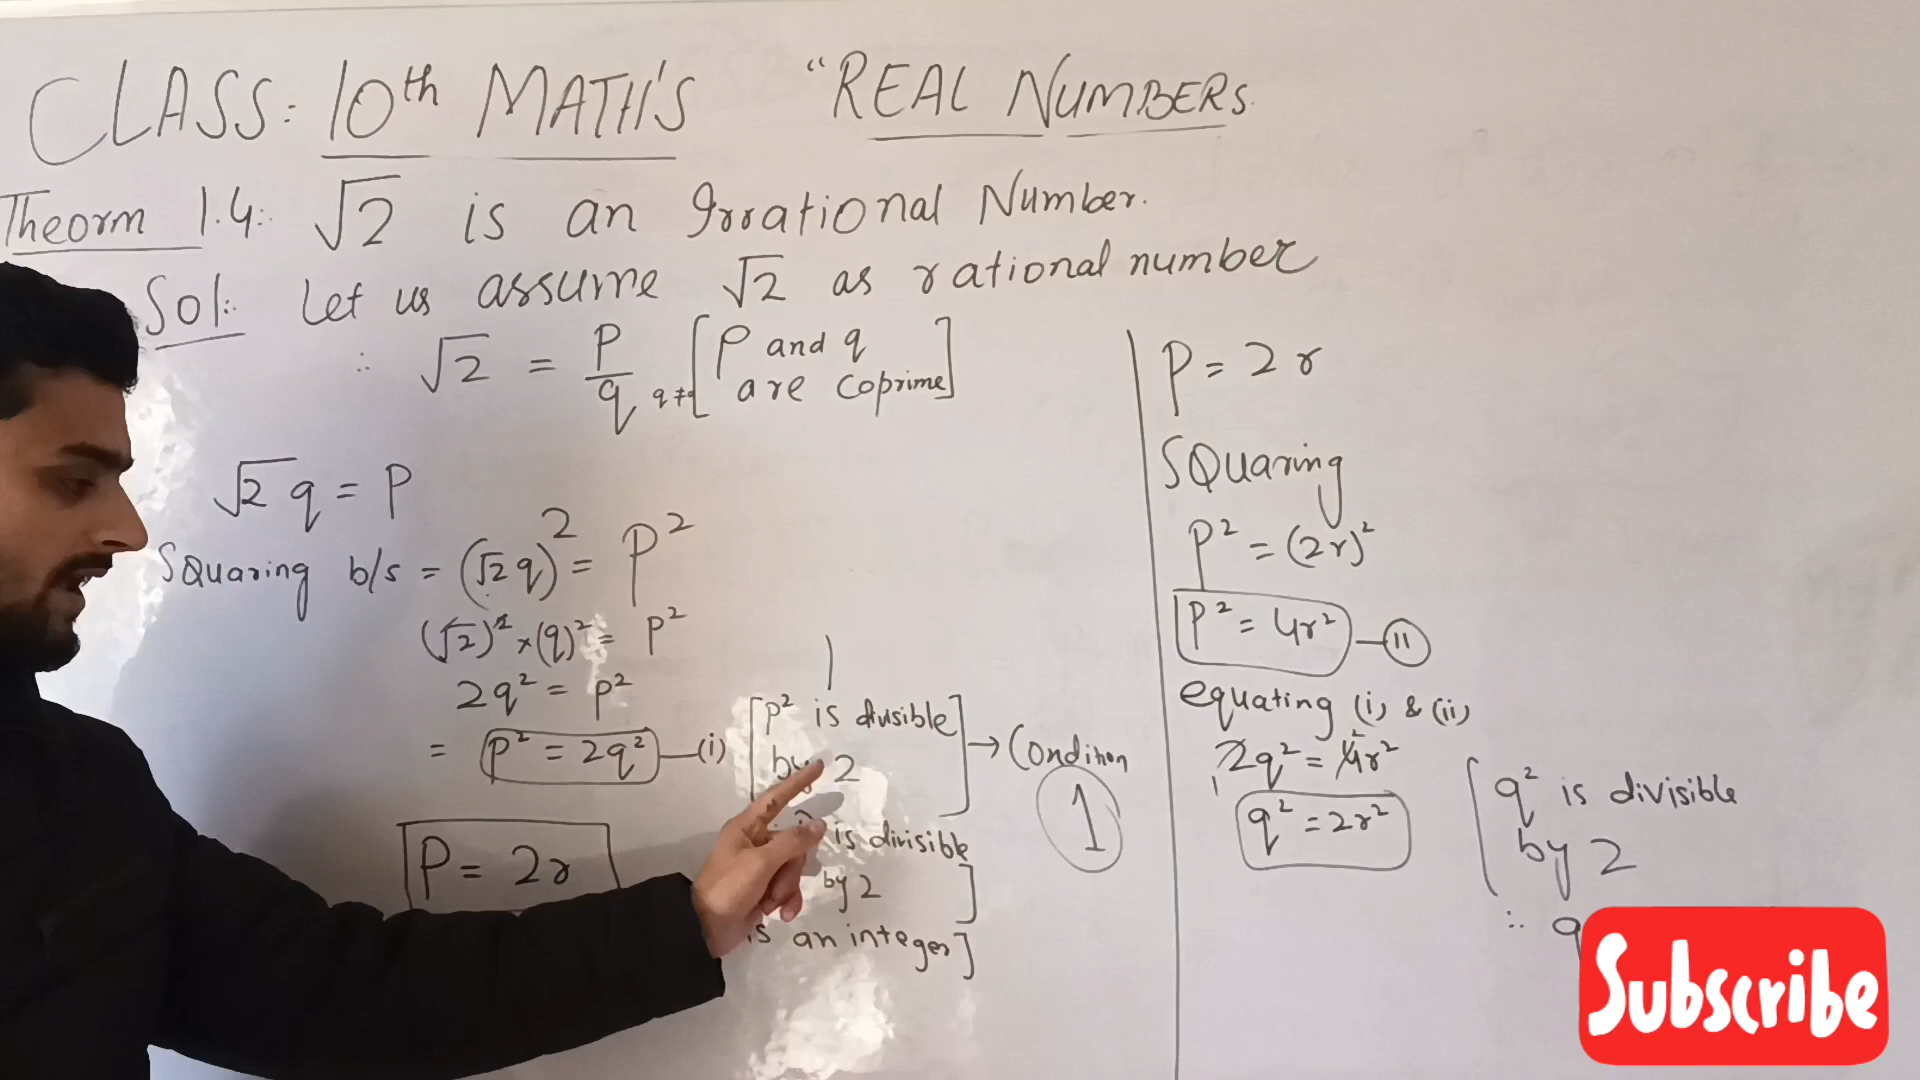 CLASS: 10th MATH'S "REAL NUMBERS
Theorm 1.4: √2 is an Irrational Number.
Sol: Let us assume √2 as rational number
∴ √2 = P/q q≠ [P and q
are Coprime]
√2 q = P
SQuaring b/s = (√2 q)² = P²
(√2)² × (q)² = P²
2q² = P²
= P² = 2q² — (i)
[P² is divisible
by 2
→ Condition
1
is divisible
by 2]
P = 2r
is an integer]
P = 2r
SQuaring
P² = (2r)²
P² = 4r² — (ii)
equating (i) & (ii)
2q² = 4r²
q² = 2r²
[q² is divisible
by 2
∴ q
Subscribe